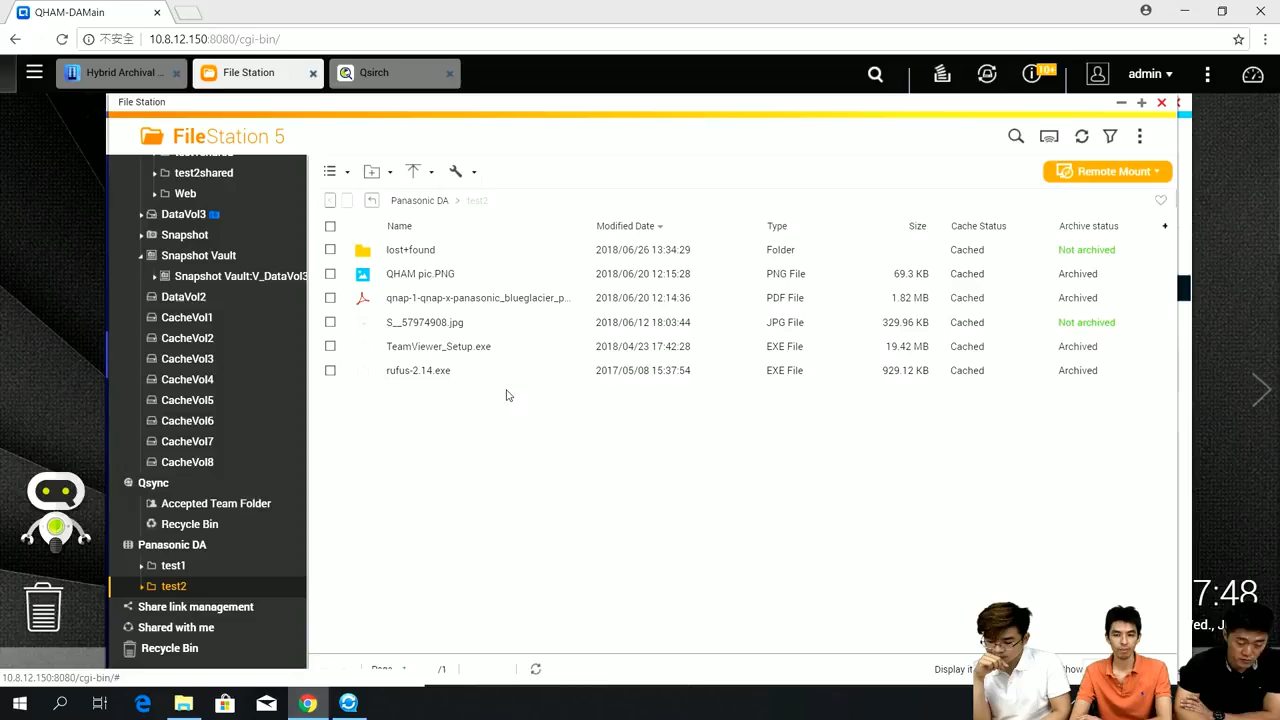 QHAM-DAMain
不安全 10.8.12.150:8080/cgi-bin/
Hybrid Archival ... File Station Qsirch 10+ admin
File Station
FileStation 5
test2shared
Web
DataVol3
Snapshot
Snapshot Vault
Snapshot Vault:V_DataVol3
DataVol2
CacheVol1
CacheVol2
CacheVol3
CacheVol4
CacheVol5
CacheVol6
CacheVol7
CacheVol8
Qsync
Accepted Team Folder
Recycle Bin
Panasonic DA
test1
test2
Share link management
Shared with me
Recycle Bin
Remote Mount
Panasonic DA > test2
Name Modified Date Type Size Cache Status Archive status
lost+found 2018/06/26 13:34:29 Folder Cached Not archived
QHAM pic.PNG 2018/06/20 12:15:28 PNG File 69.3 KB Cached Archived
qnap-1-qnap-x-panasonic_blueglacier_p... 2018/06/20 12:14:36 PDF File 1.82 MB Cached Archived
S__57974908.jpg 2018/06/12 18:03:44 JPG File 329.96 KB Cached Not archived
TeamViewer_Setup.exe 2018/04/23 17:42:28 EXE File 19.42 MB Cached Archived
rufus-2.14.exe 2017/05/08 15:37:54 EXE File 929.12 KB Cached Archived
/1 Display it
10.8.12.150:8080/cgi-bin/#
7:48
Wed.,